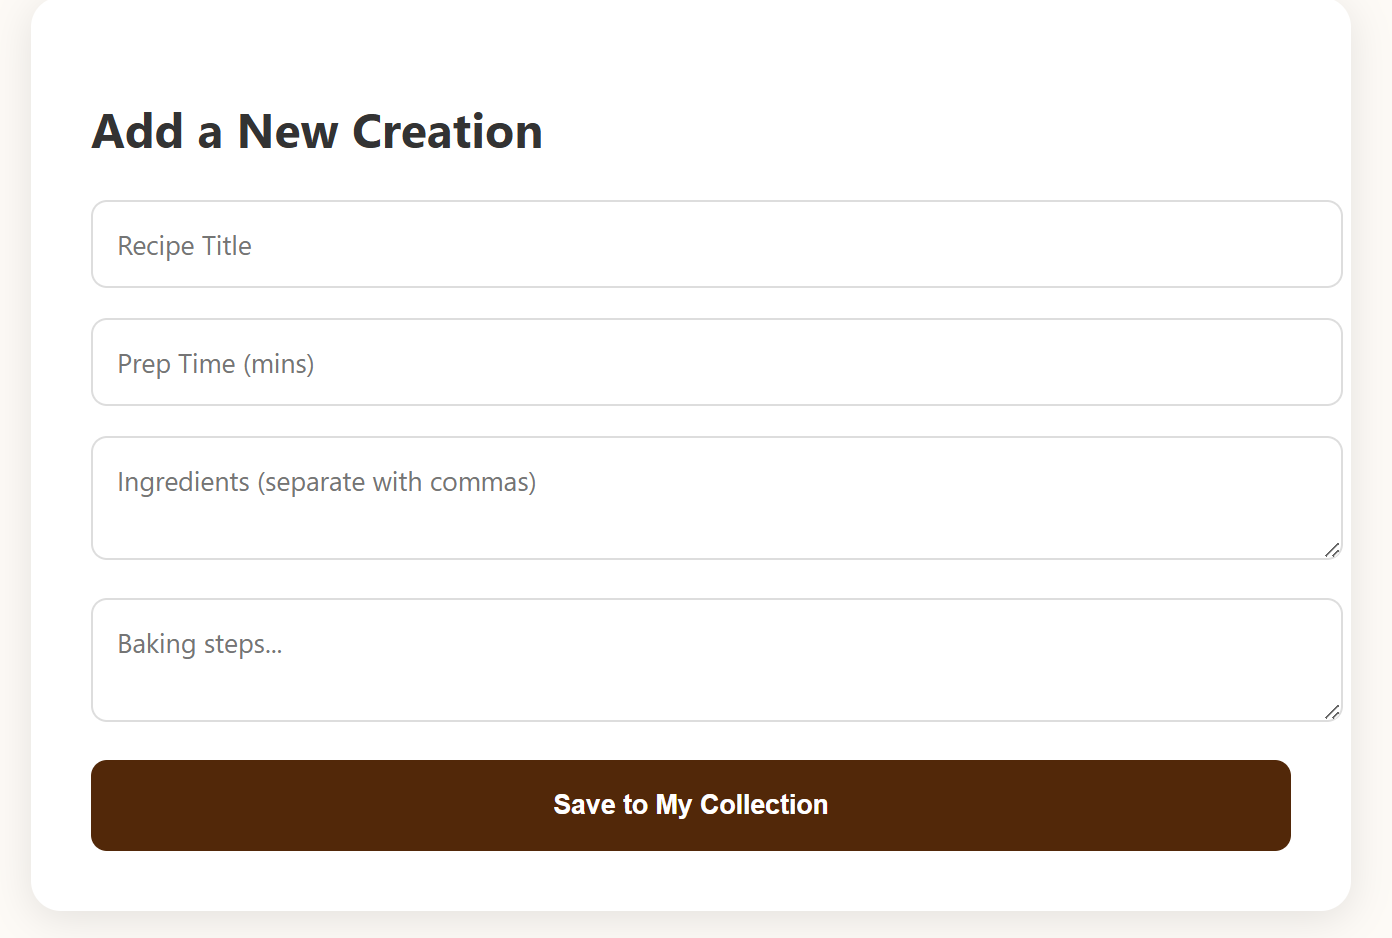 Add a New Creation
Recipe Title
Prep Time (mins)
Ingredients (separate with commas)
Baking steps...
Save to My Collection